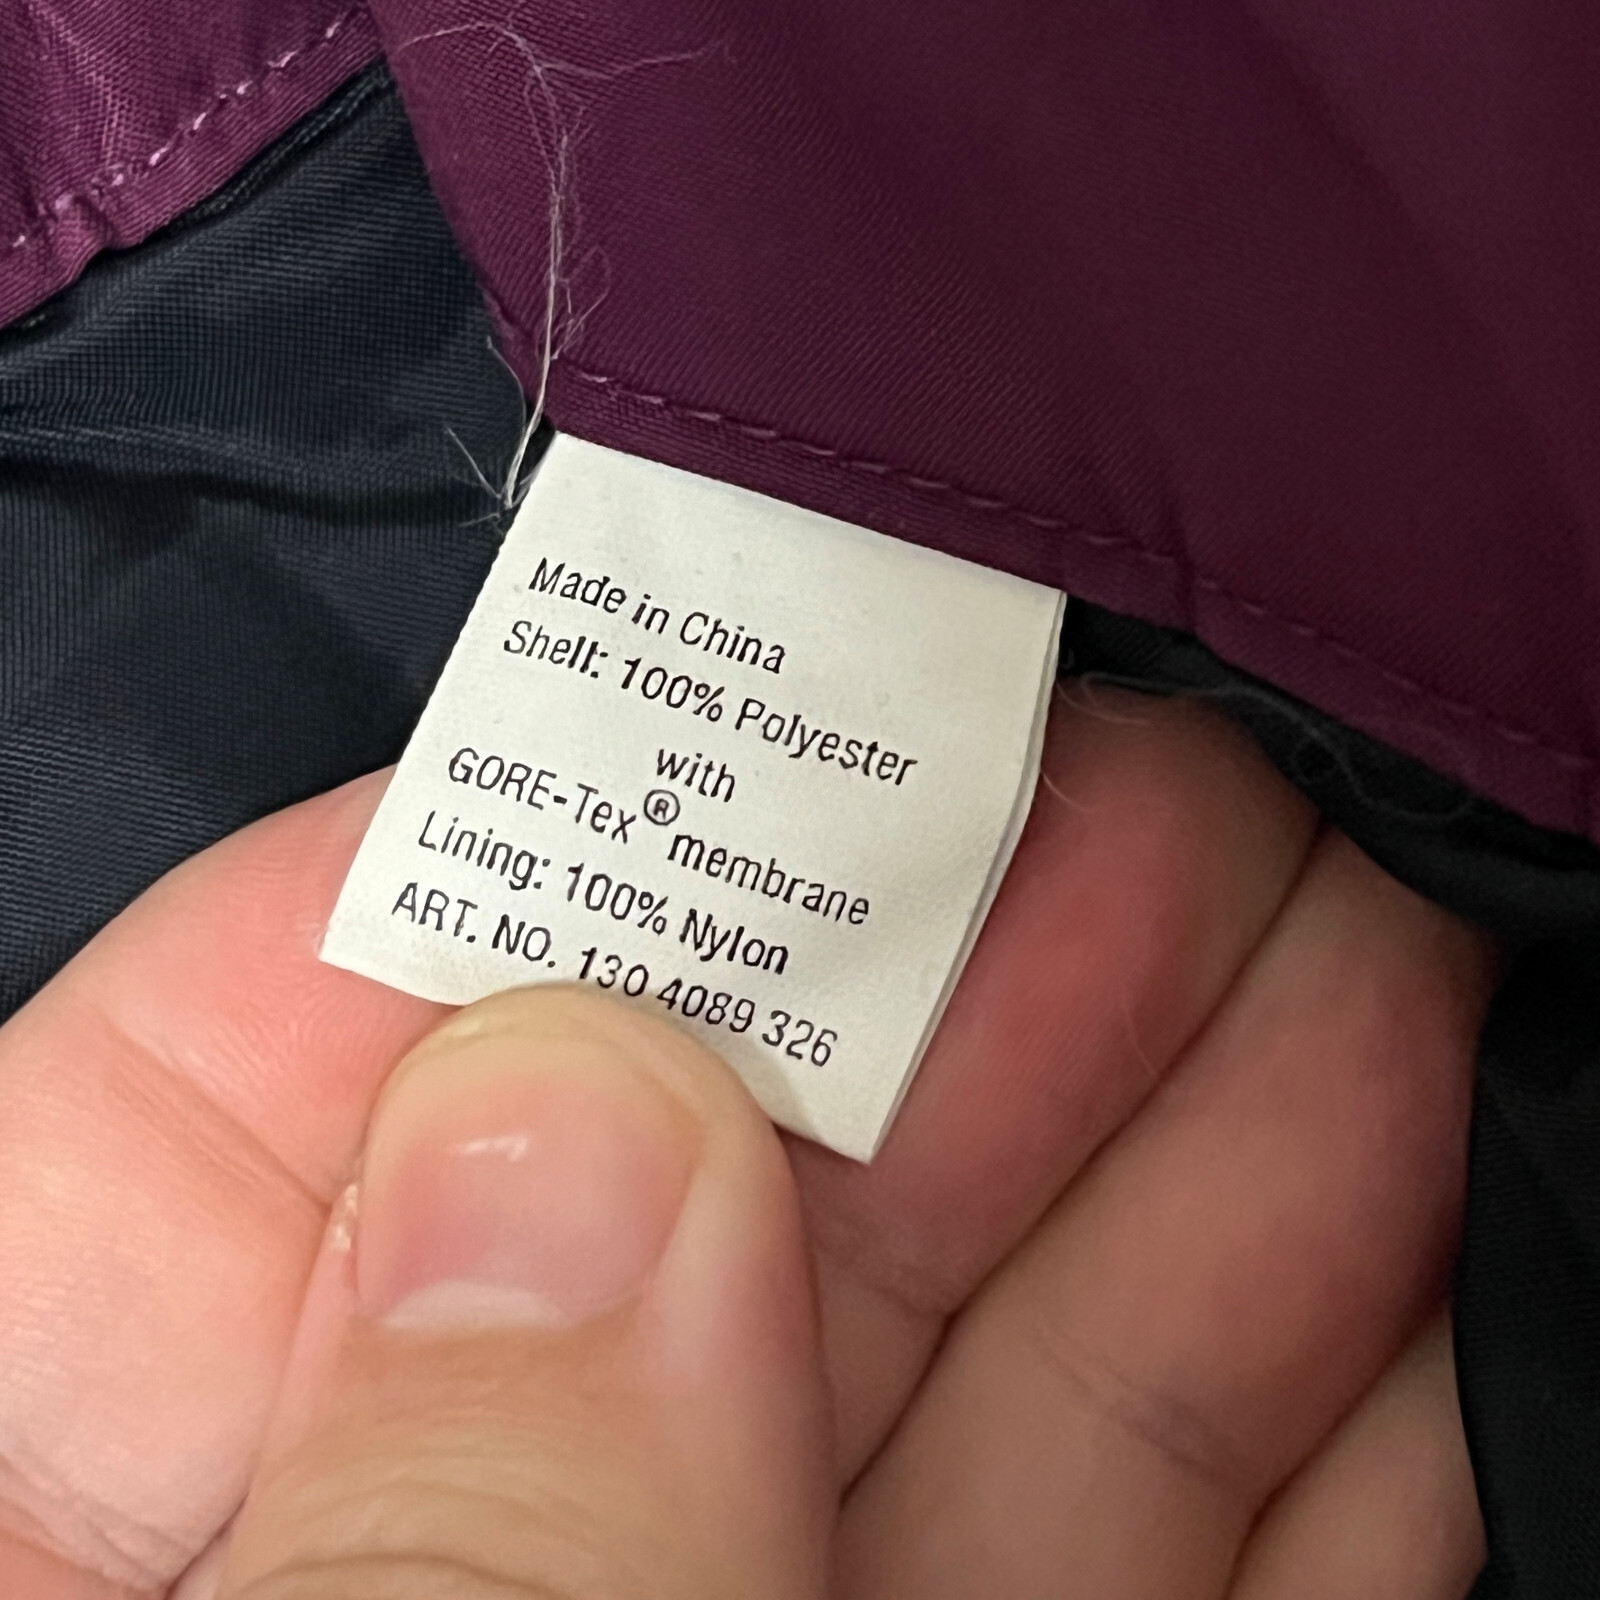 Made in China
Shell: 100% Polyester
with
GORE-Tex® membrane
Lining: 100% Nylon
ART. NO. 130 4089 326